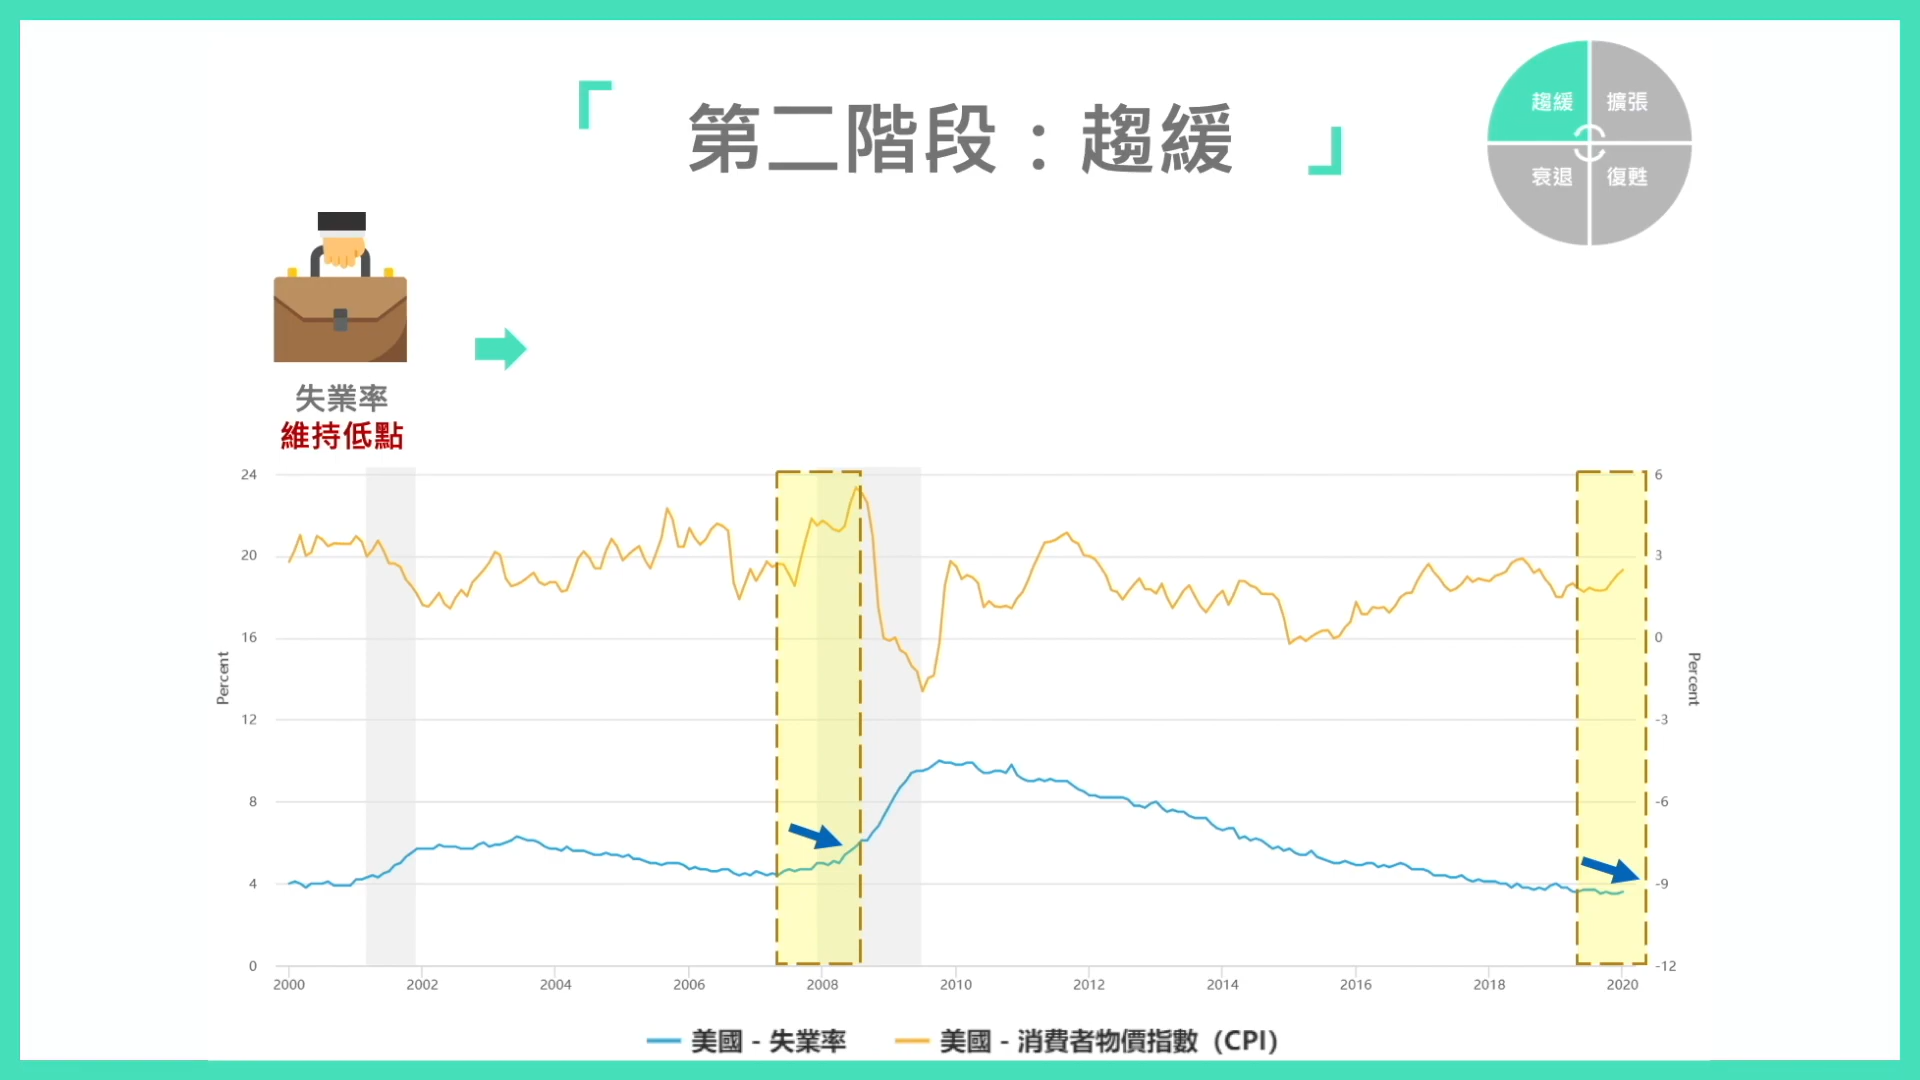 第二階段：趨緩
趨緩 擴張
衰退 復甦
失業率
維持低點
24 20 16 12 8 4 0
Percent
6 3 0 -3 -6 -9 -12
Percent
2000 2002 2004 2006 2008 2010 2012 2014 2016 2018 2020
美國 - 失業率 美國 - 消費者物價指數（CPI）